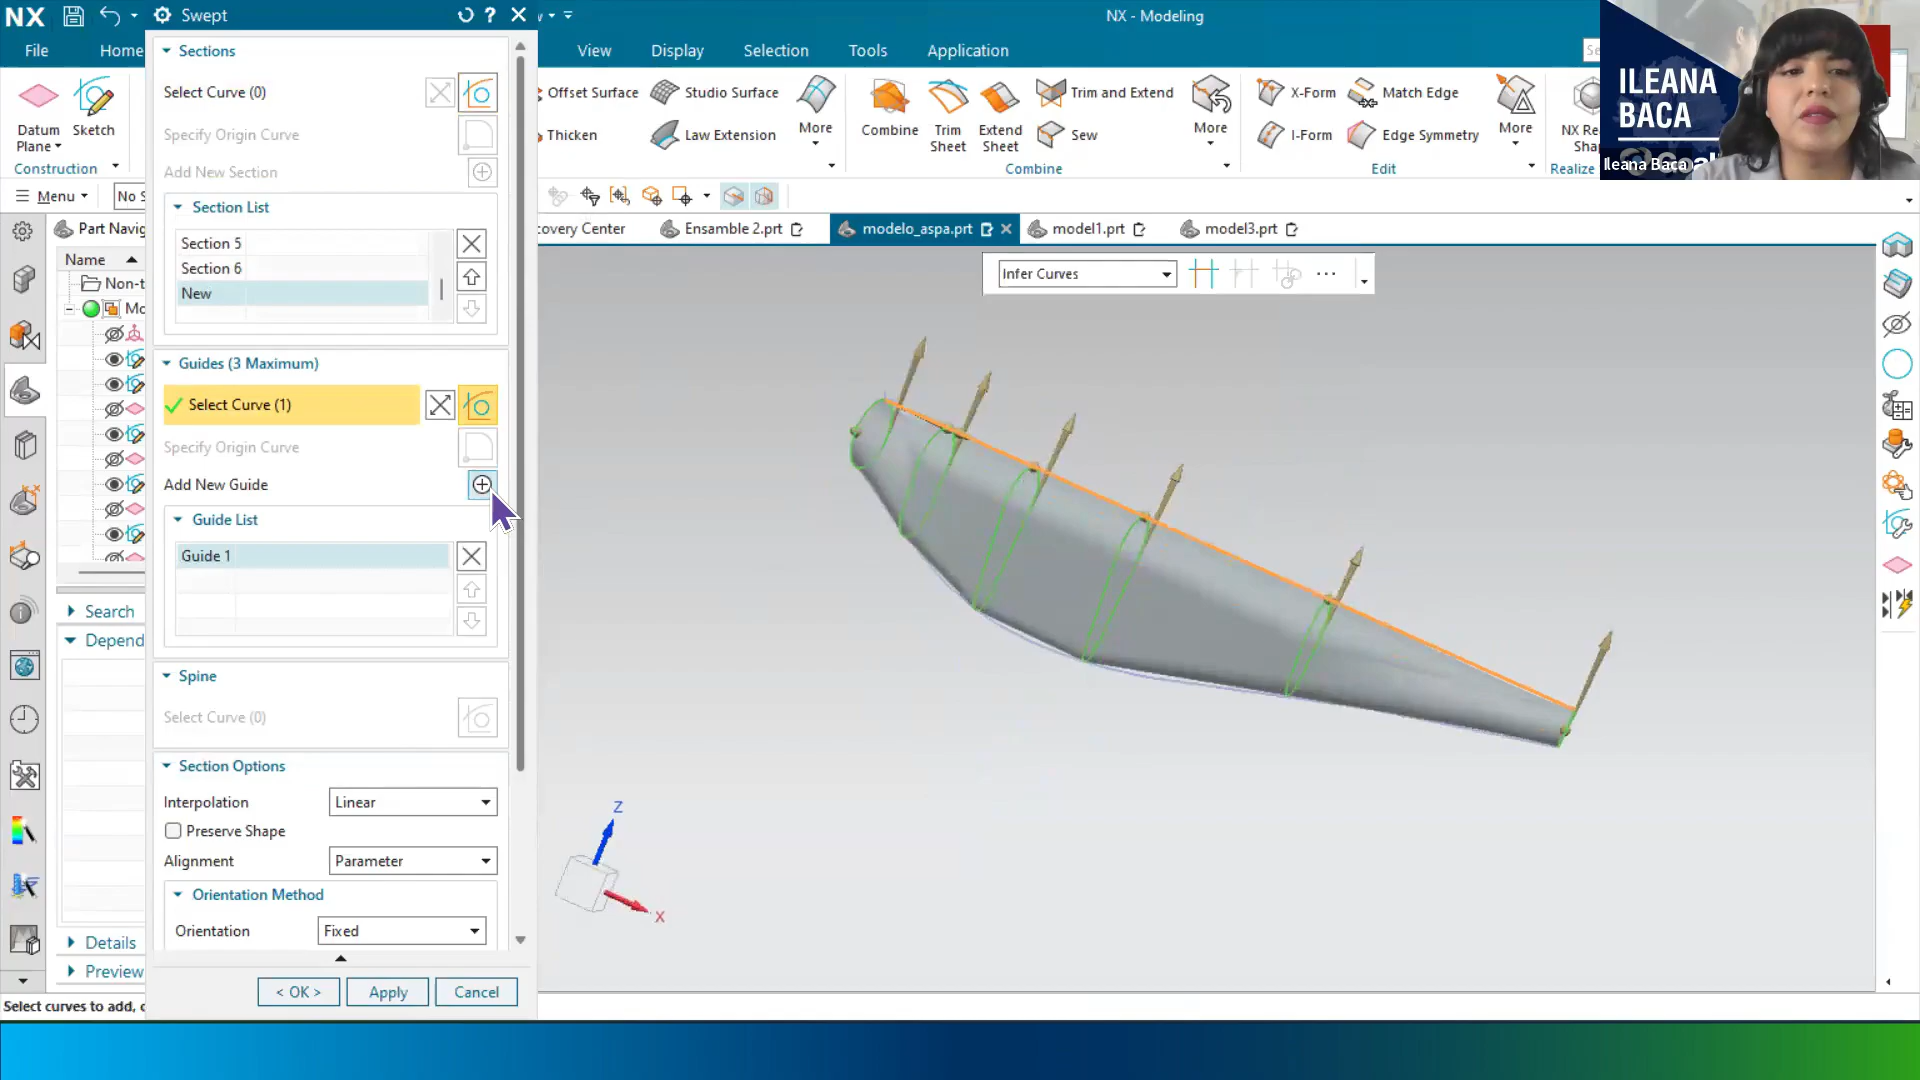 NX
Swept
NX - Modeling
File
Home
View
Display
Selection
Tools
Application
Datum Plane
Sketch
Construction
Offset Surface
Thicken
Studio Surface
Law Extension
More
Combine
Trim Sheet
Extend Sheet
Trim and Extend
Sew
More
Combine
X-Form
I-Form
Match Edge
Edge Symmetry
More
Edit
Realize
ILEANA
BACA
Ileana Baca
Menu
Part Navig
Name
Ensamble 2.prt
modelo_aspa.prt
model1.prt
model3.prt
overy Center
Infer Curves
Sections
Select Curve (0)
Specify Origin Curve
Add New Section
Section List
Section 5
Section 6
New
Guides (3 Maximum)
Select Curve (1)
Specify Origin Curve
Add New Guide
Guide List
Guide 1
Spine
Select Curve (0)
Section Options
Interpolation
Linear
Preserve Shape
Alignment
Parameter
Orientation Method
Orientation
Fixed
< OK >
Apply
Cancel
Non-t
Mo
Search
Depend
Details
Preview
Select curves to add,
Z
X